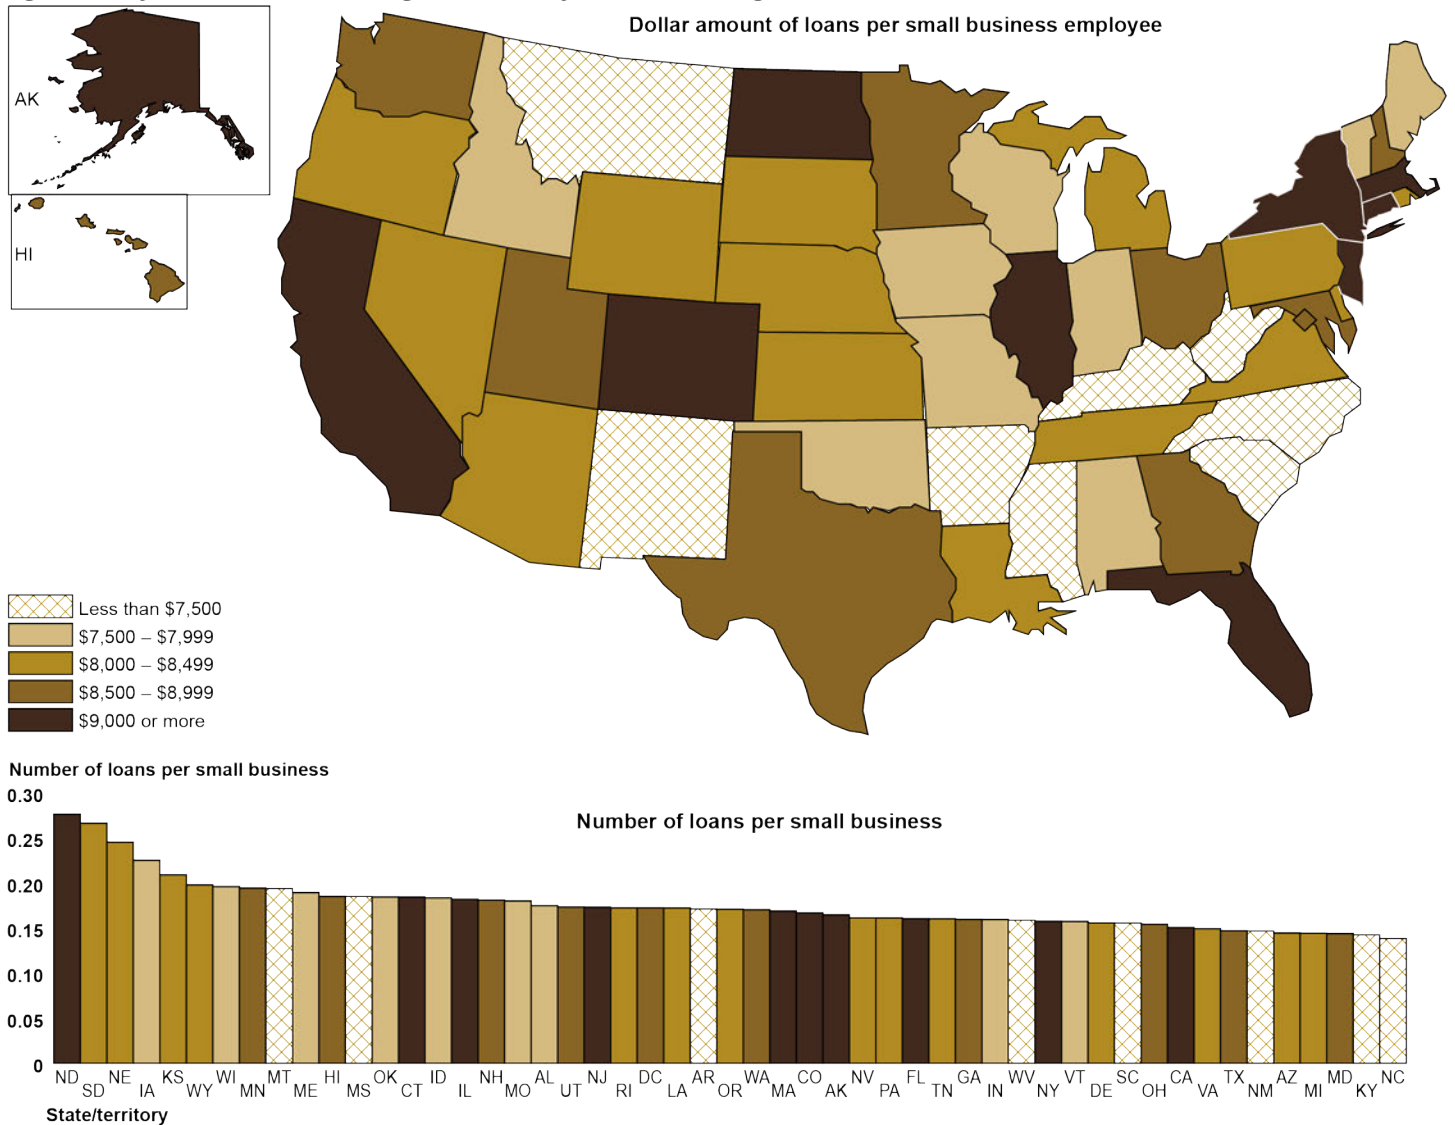 Dollar amount of loans per small business employee
AK
HI
Less than $7,500
$7,500 – $7,999
$8,000 – $8,499
$8,500 – $8,999
$9,000 or more
Number of loans per small business
Number of loans per small business
0.30
0.25
0.20
0.15
0.10
0.05
0
ND SD NE IA KS WY WI MN MT ME HI MS OK CT ID IL NH MO AL UT NJ RI DC LA AR OR WA MA CO AK NV PA FL TN GA IN WV NY VT DE SC OH CA VA TX NM AZ MI MD KY NC
State/territory